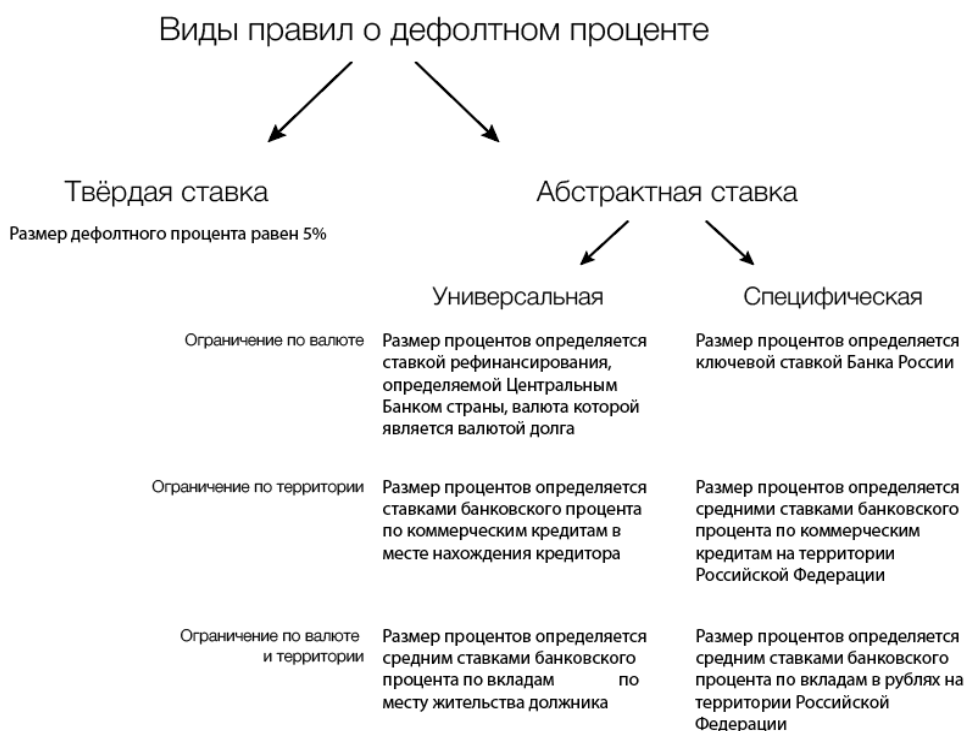 Виды правил о дефолтном проценте
Твёрдая ставка
Размер дефолтного процента равен 5%
Абстрактная ставка
Универсальная
Специфическая
Ограничение по валюте
Размер процентов определяется
ставкой рефинансирования,
определяемой Центральным
Банком страны, валюта которой
является валютой долга
Размер процентов определяется
ключевой ставкой Банка России
Ограничение по территории
Размер процентов определяется
ставками банковского процента
по коммерческим кредитам в
месте нахождения кредитора
Размер процентов определяется
средними ставками банковского
процента по коммерческим
кредитам на территории
Российской Федерации
Ограничение по валюте
и территории
Размер процентов определяется
средним ставками банковского
процента по вкладам по
месту жительства должника
Размер процентов определяется
средним ставками банковского
процента по вкладам в рублях на
территории Российской
Федерации